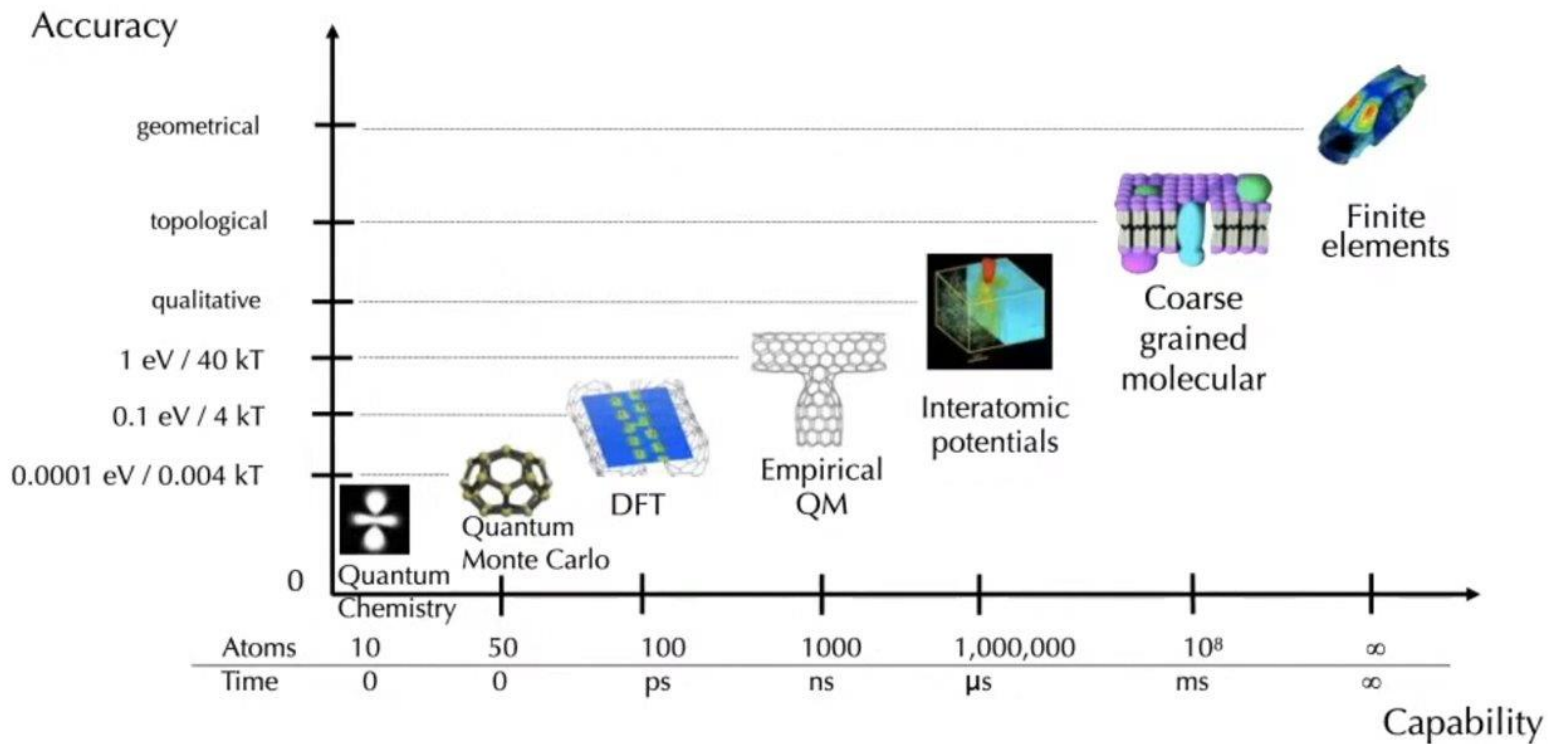 Accuracy
geometrical
topological
qualitative
1 eV / 40 kT
0.1 eV / 4 kT
0.0001 eV / 0.004 kT
0
Quantum
Chemistry
Quantum
Monte Carlo
DFT
Empirical
QM
Interatomic
potentials
Coarse
grained
molecular
Finite
elements
Atoms 10 50 100 1000 1,000,000 10⁸ ∞
Time 0 0 ps ns µs ms ∞
Capability